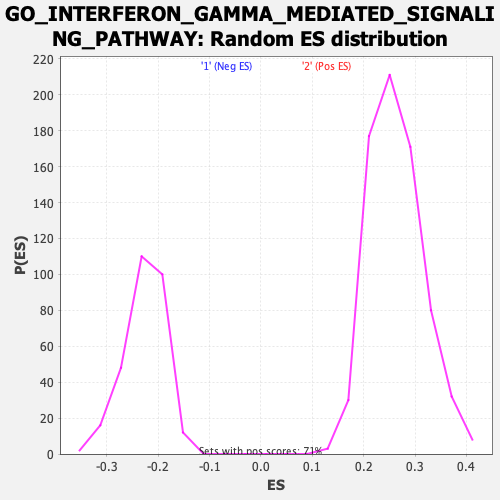 GO_INTERFERON_GAMMA_MEDIATED_SIGNALI
NG_PATHWAY: Random ES distribution
'1' (Neg ES) '2' (Pos ES)
220
200
180
160
140
120
100
80
60
40
20
0
P(ES)
Sets with pos scores: 71%
-0.3 -0.2 -0.1 0.0 0.1 0.2 0.3 0.4
ES